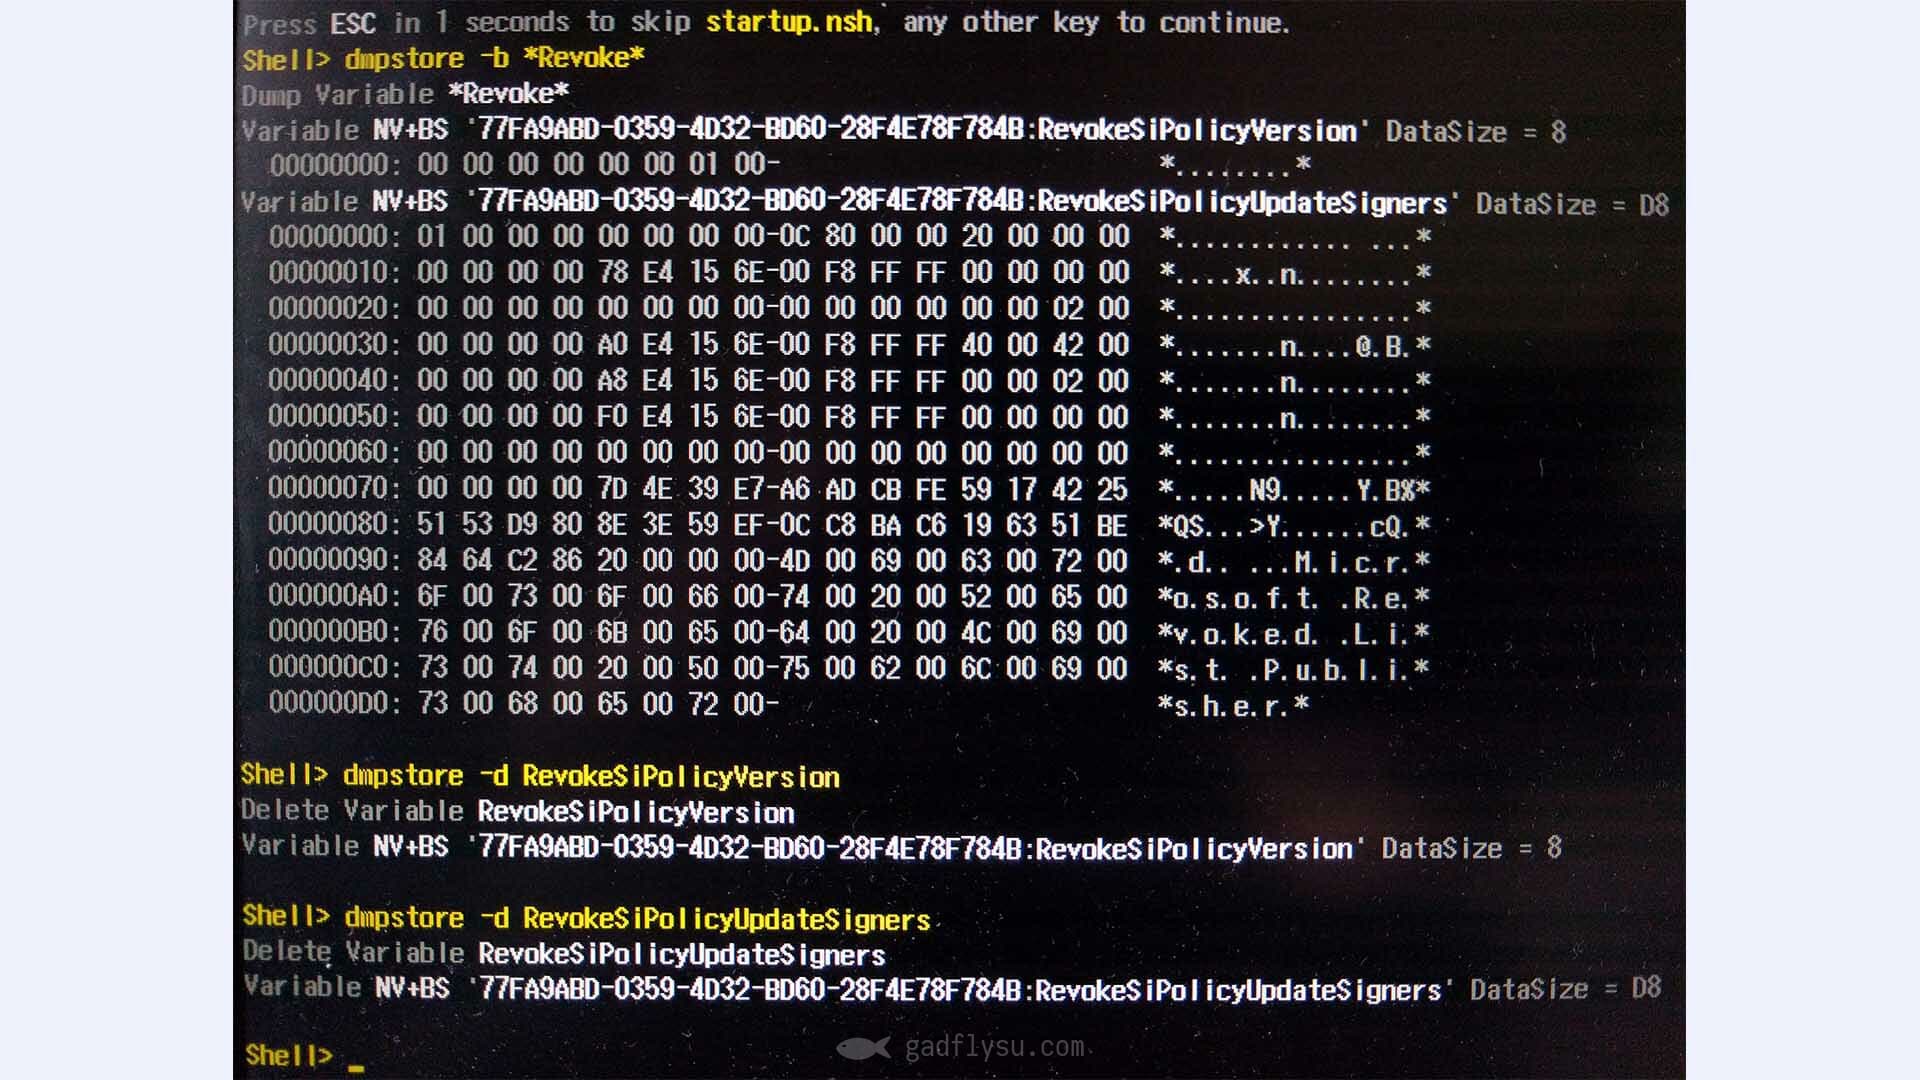 Press ESC in 1 seconds to skip startup.nsh, any other key to continue.
Shell> dmpstore -b *Revoke*
Dump Variable *Revoke*
Variable NV+BS '77FA9ABD-0359-4D32-BD60-28F4E78F784B:RevokeSiPolicyVersion' DataSize = 8
00000000: 00 00 00 00 00 00 01 00- *........*
Variable NV+BS '77FA9ABD-0359-4D32-BD60-28F4E78F784B:RevokeSiPolicyUpdateSigners' DataSize = D8
00000000: 01 00 00 00 00 00 00 00-0C 80 00 00 20 00 00 00 *............ ...*
00000010: 00 00 00 00 78 E4 15 6E-00 F8 FF FF 00 00 00 00 *....x..n........*
00000020: 00 00 00 00 00 00 00 00-00 00 00 00 00 00 02 00 *................*
00000030: 00 00 00 00 A0 E4 15 6E-00 F8 FF FF 40 00 42 00 *.......n....@.B.*
00000040: 00 00 00 00 A8 E4 15 6E-00 F8 FF FF 00 00 02 00 *.......n........*
00000050: 00 00 00 00 F0 E4 15 6E-00 F8 FF FF 00 00 00 00 *.......n........*
00000060: 00 00 00 00 00 00 00 00-00 00 00 00 00 00 00 00 *................*
00000070: 00 00 00 00 7D 4E 39 E7-A6 AD CB FE 59 17 42 25 *.....N9.....Y.B%*
00000080: 51 53 D9 80 8E 3E 59 EF-0C C8 BA C6 19 63 51 BE *QS...>Y......cQ.*
00000090: 84 64 C2 86 20 00 00 00-4D 00 69 00 63 00 72 00 *.d.. ...M.i.c.r.*
000000A0: 6F 00 73 00 6F 00 66 00-74 00 20 00 52 00 65 00 *o.s.o.f.t. .R.e.*
000000B0: 76 00 6F 00 6B 00 65 00-64 00 20 00 4C 00 69 00 *v.o.k.e.d. .L.i.*
000000C0: 73 00 74 00 20 00 50 00-75 00 62 00 6C 00 69 00 *s.t. .P.u.b.l.i.*
000000D0: 73 00 68 00 65 00 72 00- *s.h.e.r.*
Shell> dmpstore -d RevokeSiPolicyVersion
Delete Variable RevokeSiPolicyVersion
Variable NV+BS '77FA9ABD-0359-4D32-BD60-28F4E78F784B:RevokeSiPolicyVersion' DataSize = 8
Shell> dmpstore -d RevokeSiPolicyUpdateSigners
Delete Variable RevokeSiPolicyUpdateSigners
Variable NV+BS '77FA9ABD-0359-4D32-BD60-28F4E78F784B:RevokeSiPolicyUpdateSigners' DataSize = D8
Shell> _
gadflysu.com